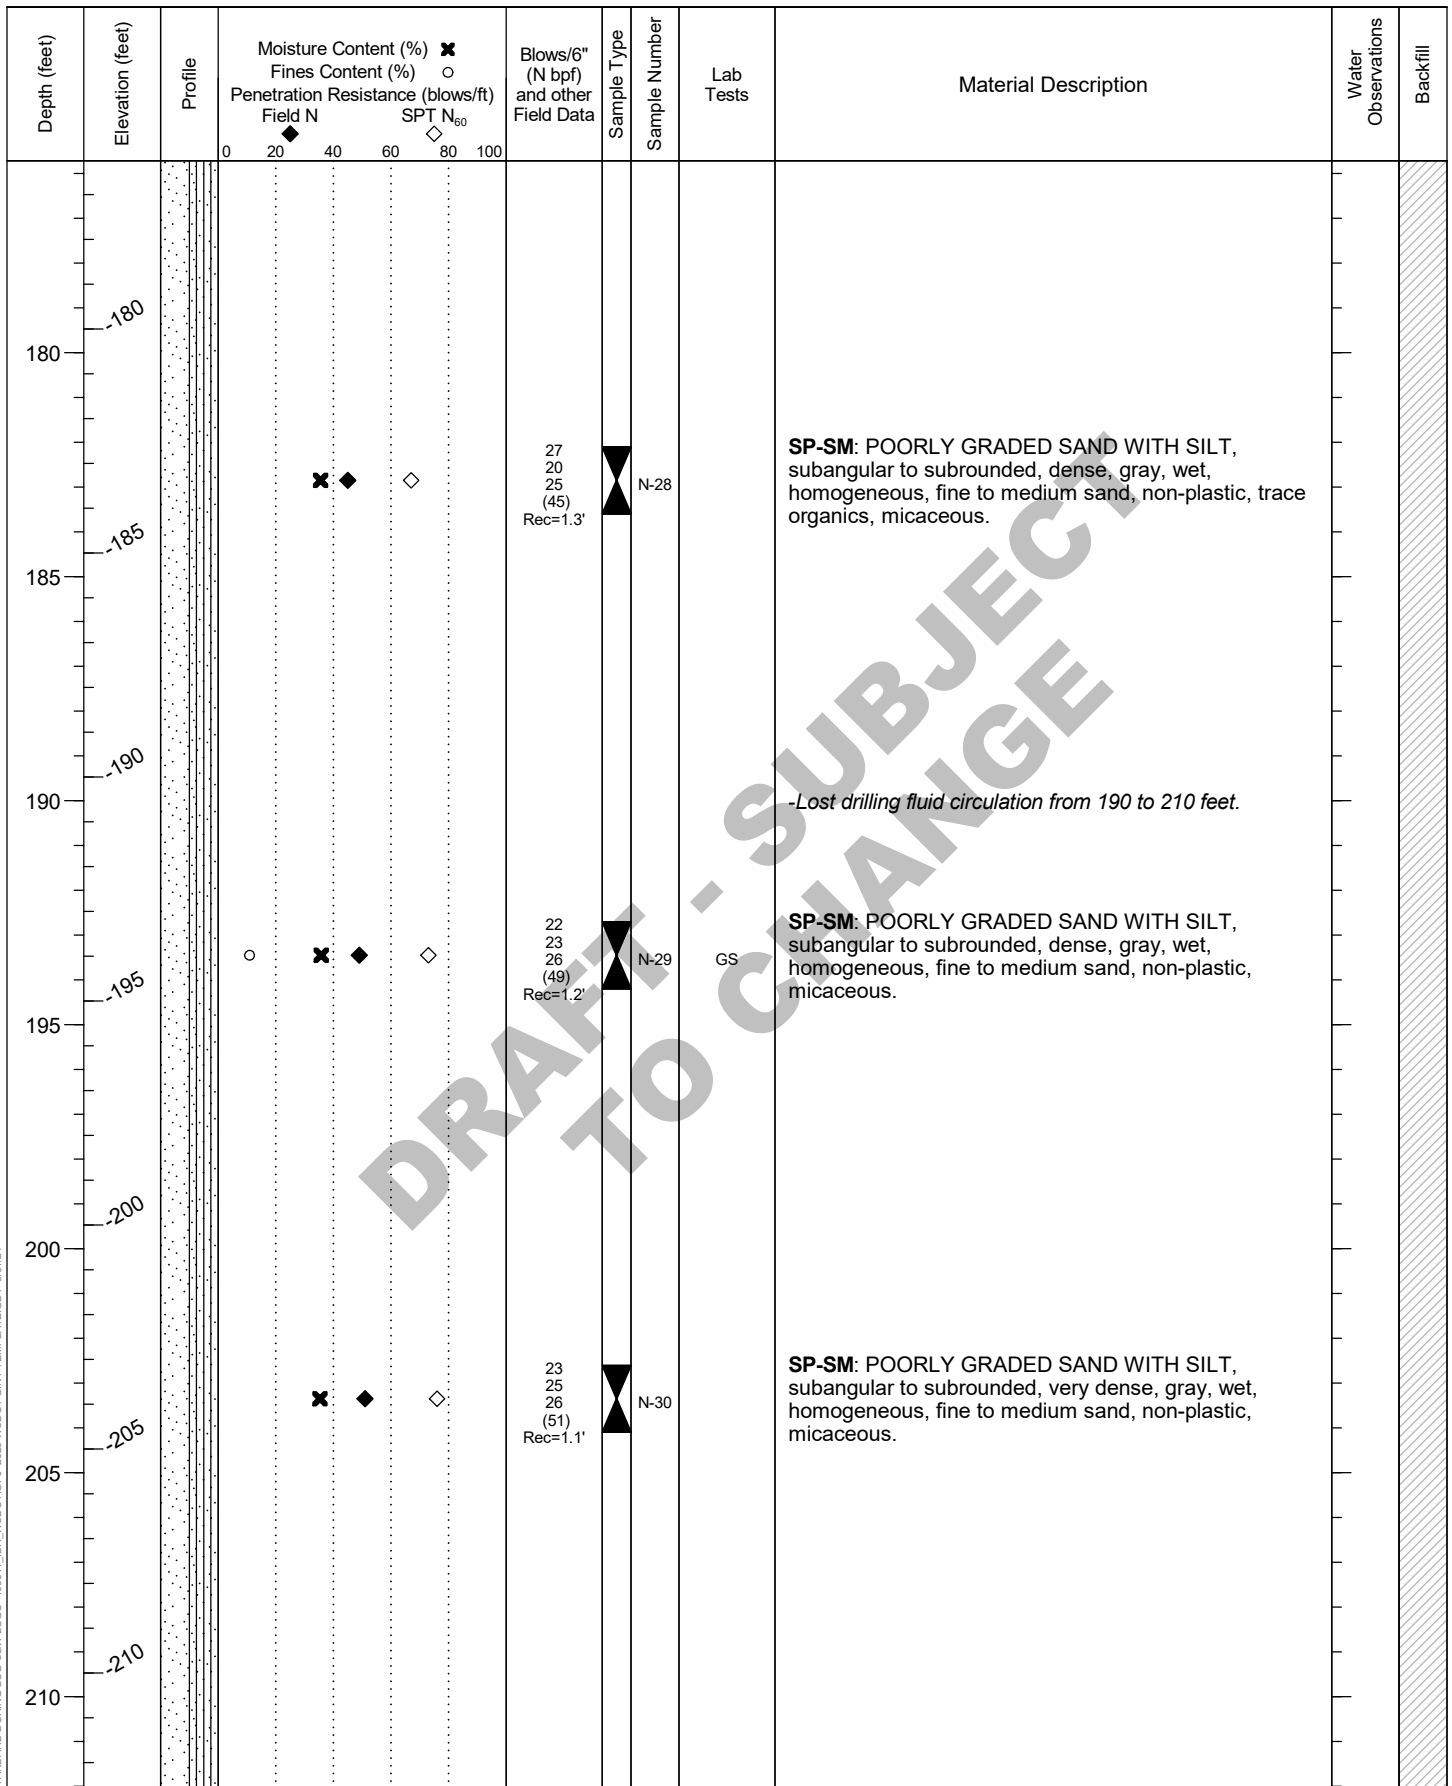 Depth (feet)
Elevation (feet)
Profile
Moisture Content (%)
Fines Content (%)
Penetration Resistance (blows/ft)
Field N SPT N60
0 20 40 60 80 100
Blows/6"
(N bpf)
and other
Field Data
Sample Type
Sample Number
Lab
Tests
Material Description
Water
Observations
Backfill
-180
180
27
20
25
(45)
Rec=1.3'
N-28
SP-SM: POORLY GRADED SAND WITH SILT,
subangular to subrounded, dense, gray, wet,
homogeneous, fine to medium sand, non-plastic, trace
organics, micaceous.
-185
185
-190
190
-Lost drilling fluid circulation from 190 to 210 feet.
22
23
26
(49)
Rec=1.2'
N-29
GS
SP-SM: POORLY GRADED SAND WITH SILT,
subangular to subrounded, dense, gray, wet,
homogeneous, fine to medium sand, non-plastic,
micaceous.
-195
195
-200
200
23
25
26
(51)
Rec=1.1'
N-30
SP-SM: POORLY GRADED SAND WITH SILT,
subangular to subrounded, very dense, gray, wet,
homogeneous, fine to medium sand, non-plastic,
micaceous.
-205
205
-210
210
DRAFT - SUBJECT
TO CHANGE